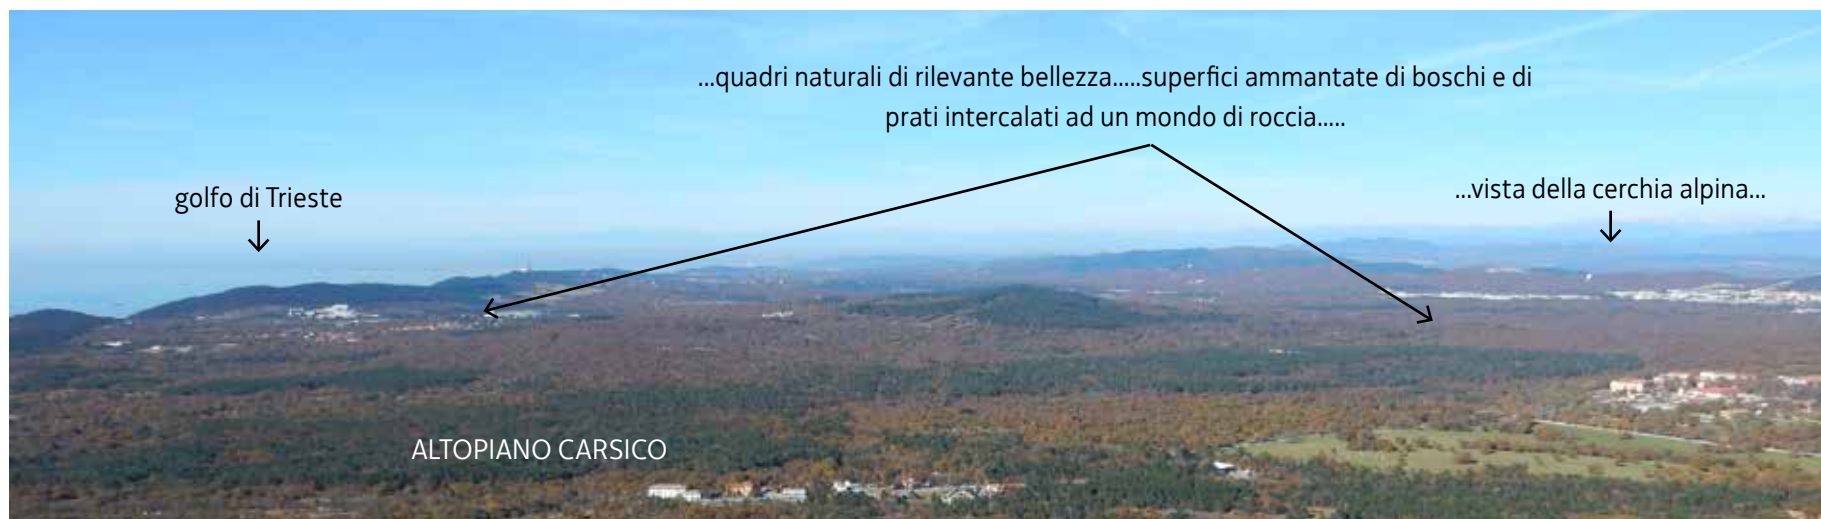 ...quadri naturali di rilevante bellezza.....superfici ammantate di boschi e di
prati intercalati ad un mondo di roccia.....
golfo di Trieste
...vista della cerchia alpina...
ALTOPIANO CARSICO